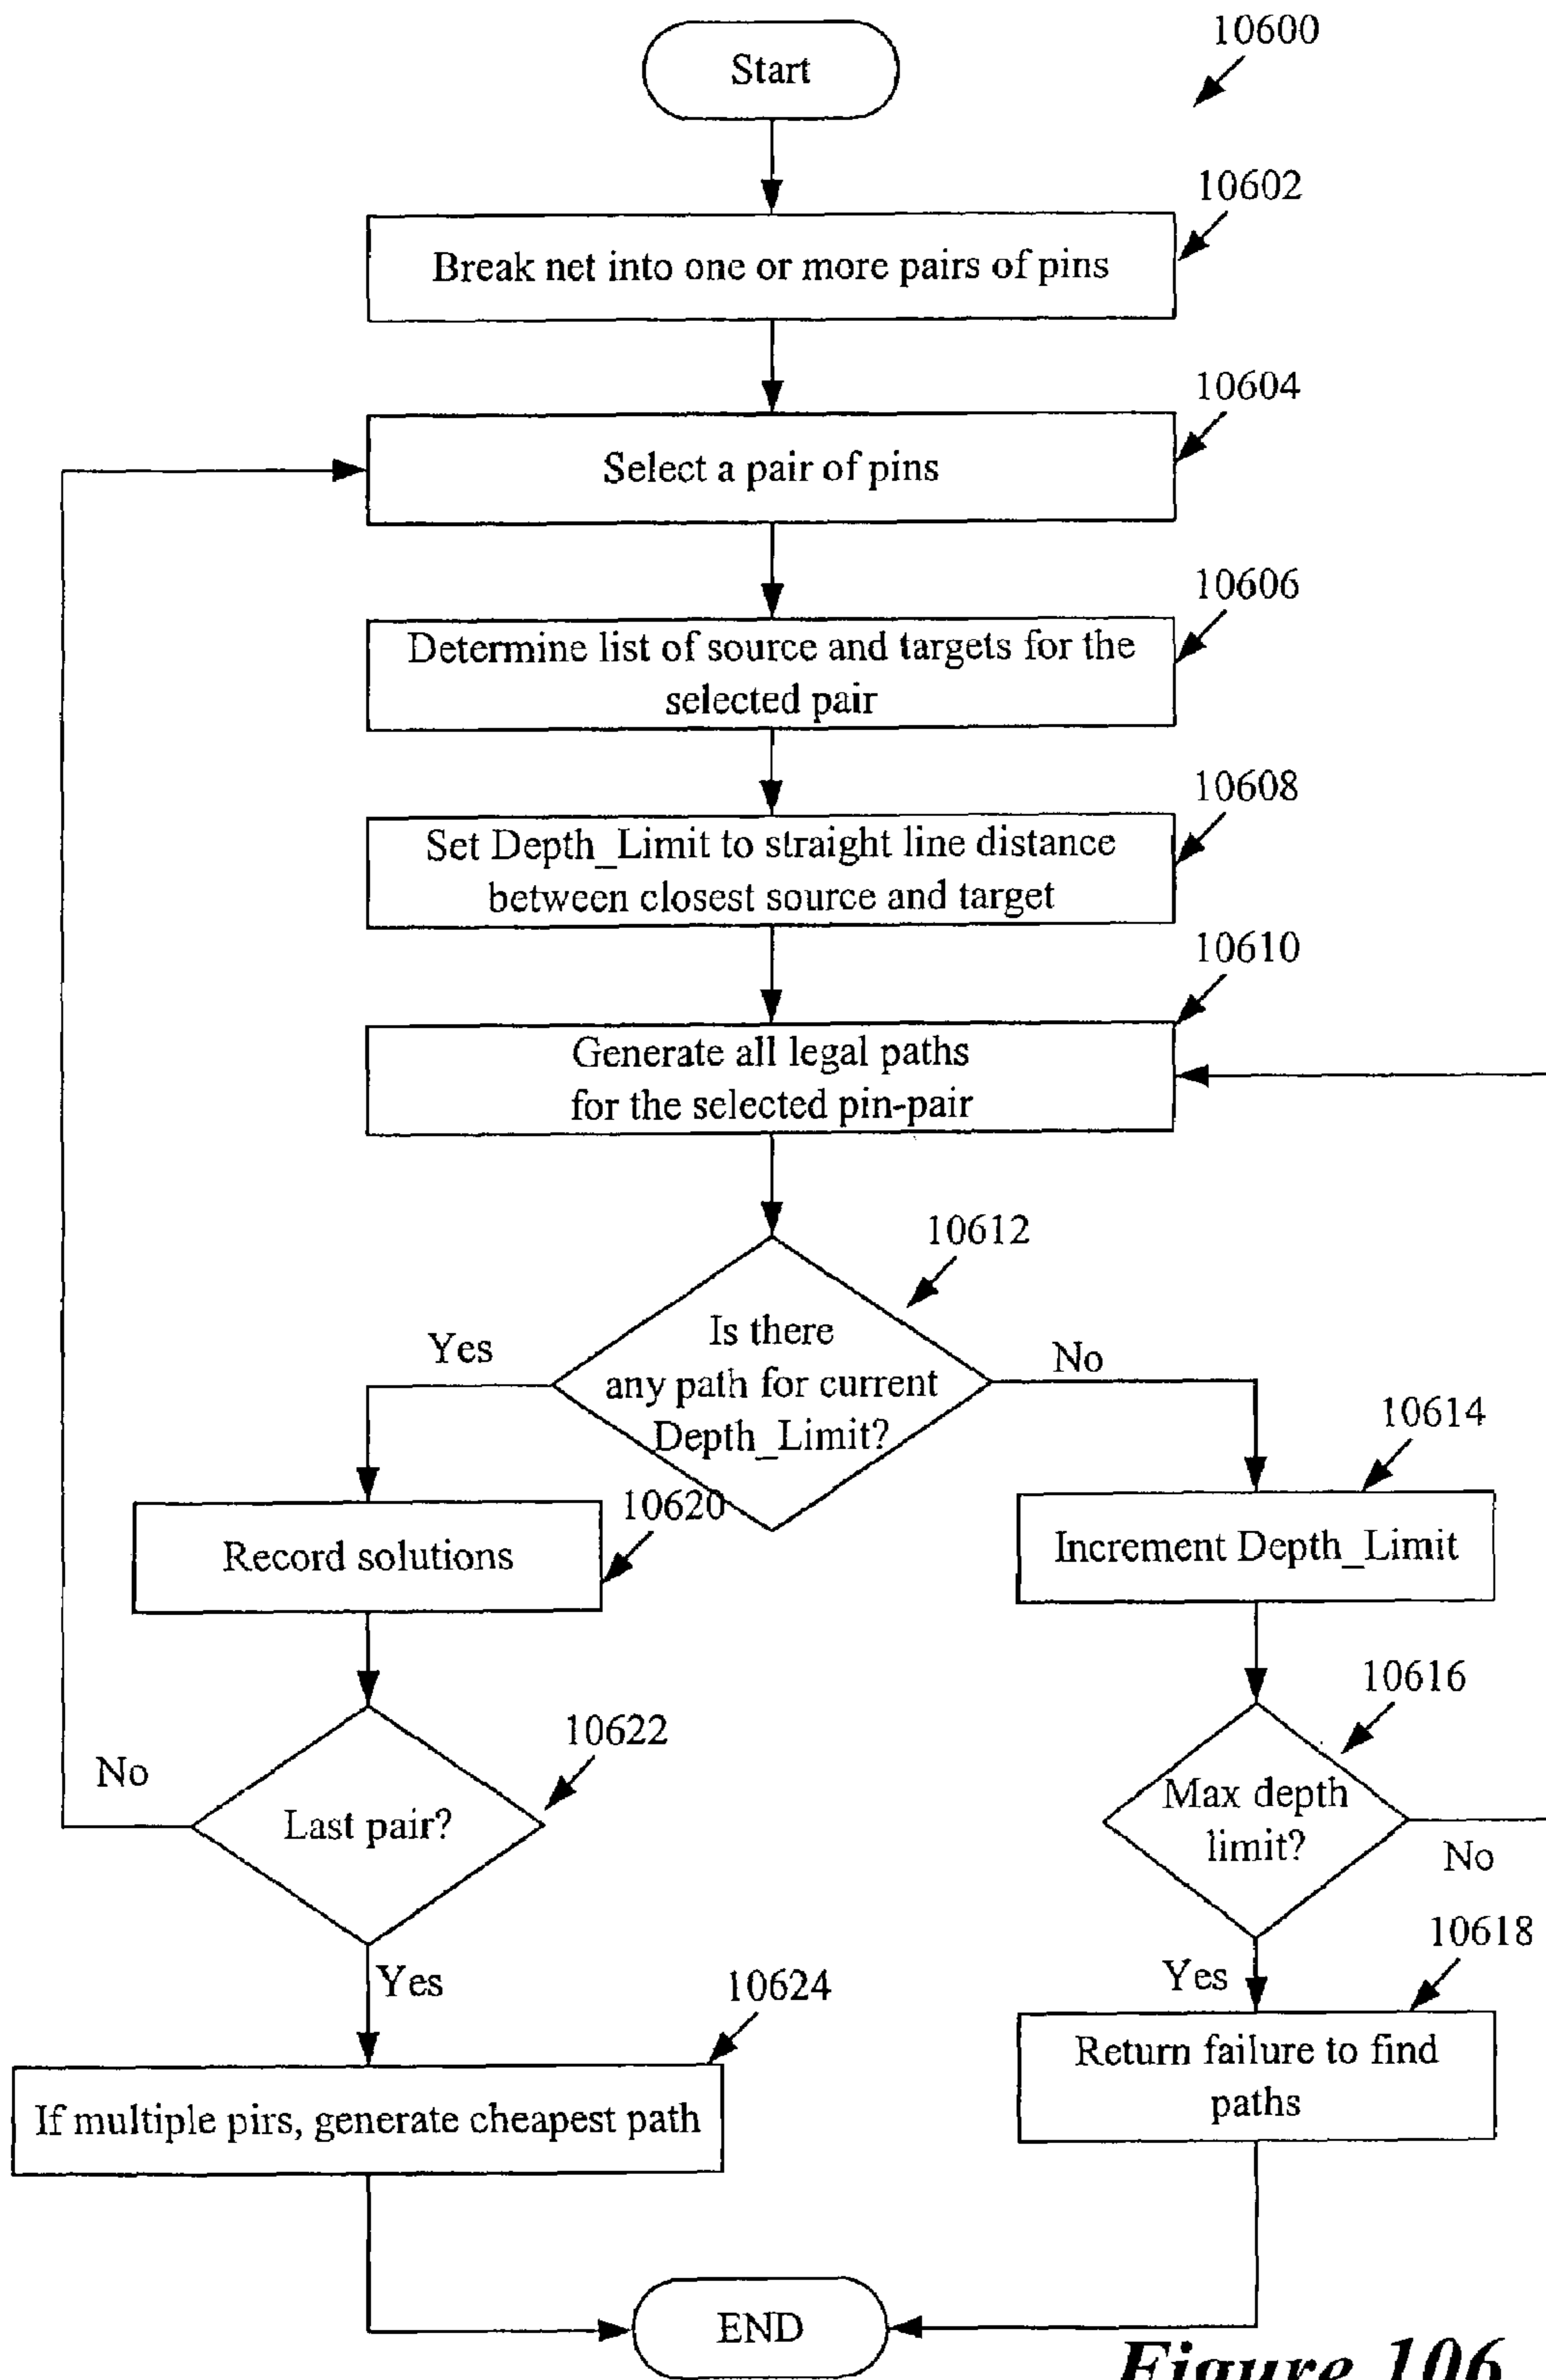 10600
Start
10602
Break net into one or more pairs of pins
10604
Select a pair of pins
10606
Determine list of source and targets for the
selected pair
10608
Set Depth_Limit to straight line distance
between closest source and target
10610
Generate all legal paths
for the selected pin-pair
10612
Is there
any path for current
Depth_Limit?
Yes
No
10614
Increment Depth_Limit
10620
Record solutions
10616
Max depth
limit?
No
10622
Last pair?
No
Yes
Yes
10618
Return failure to find
paths
10624
If multiple pirs, generate cheapest path
END
Figure 106